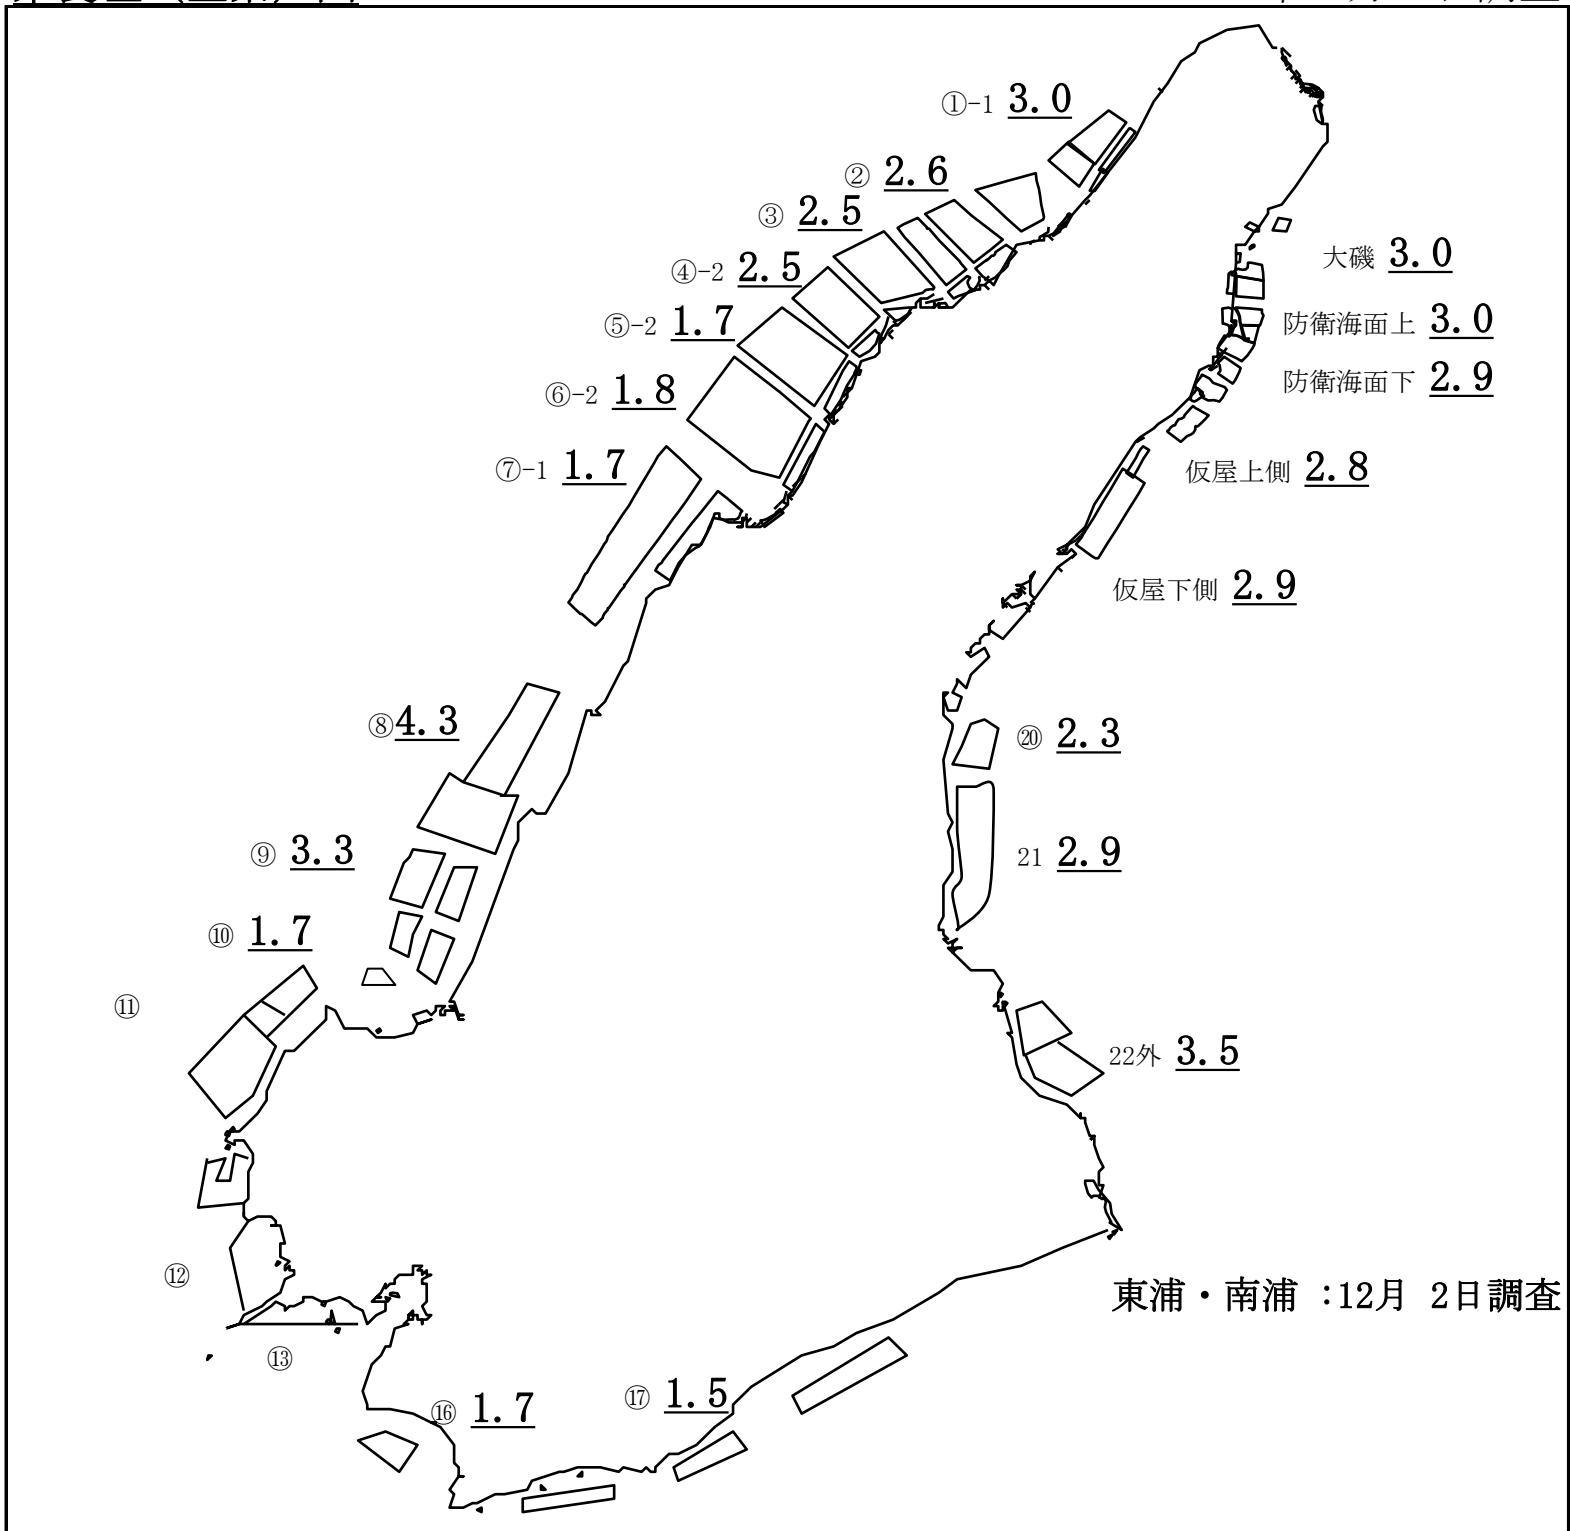 ①-1 3.0
② 2.6
③ 2.5
④-2 2.5
⑤-2 1.7
⑥-2 1.8
⑦-1 1.7
⑧4.3
⑨ 3.3
⑩ 1.7
⑪
⑫
⑬
⑯ 1.7
⑰ 1.5
大磯 3.0
防衛海面上 3.0
防衛海面下 2.9
仮屋上側 2.8
仮屋下側 2.9
⑳ 2.3
21 2.9
22外 3.5
東浦・南浦 :12月 2日調査